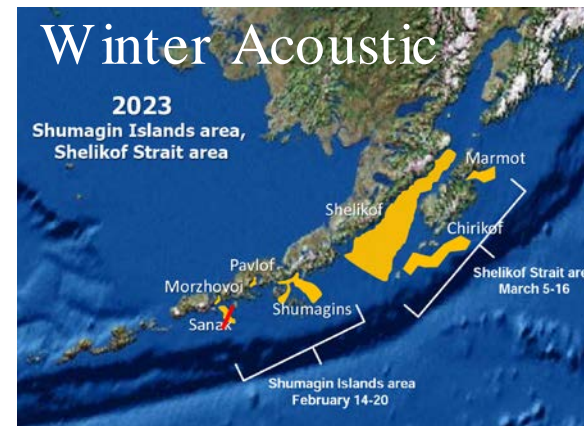 Winter Acoustic
2023
Shumagin Islands area,
Shelikof Strait area
Marmot
Shelikof
Chirikof
Pavlof
Shelikof Strait are
March 5-16
Morzhovoi
Shumagins
Sanak
Shumagin Islands area
February 14-20